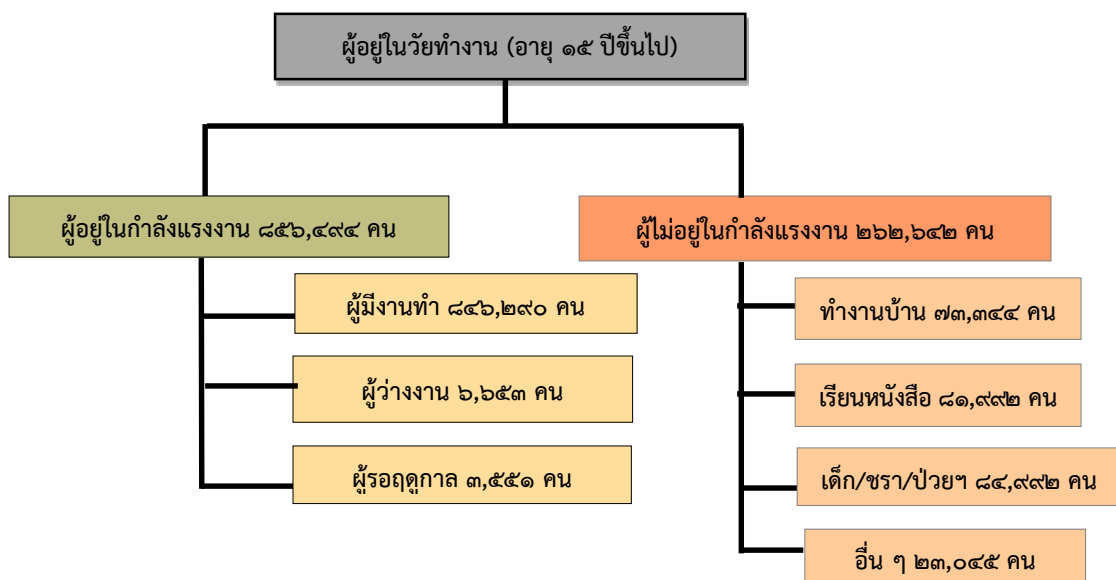 ผู้อยู่ในวัยทำงาน (อายุ ๑๕ ปีขึ้นไป)
ผู้อยู่ในกำลังแรงงาน ๘๕๖,๔๙๔ คน
ผู้มีงานทำ ๘๔๖,๒๙๐ คน
ผู้ว่างงาน ๖,๖๕๓ คน
ผู้รอฤดูกาล ๓,๕๕๑ คน
ผู้ไม่อยู่ในกำลังแรงงาน ๒๖๒,๖๔๒ คน
ทำงานบ้าน ๗๓,๓๔๔ คน
เรียนหนังสือ ๘๑,๙๙๒ คน
เด็ก/ชรา/ป่วยฯ ๘๔,๙๙๒ คน
อื่น ๆ ๒๓,๐๔๕ คน